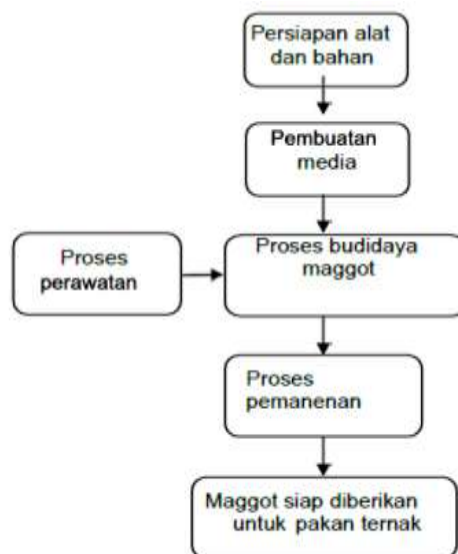 Persiapan alat
dan bahan
Pembuatan
media
Proses
perawatan
Proses budidaya
maggot
Proses
pemanenan
Maggot siap diberikan
untuk pakan ternak